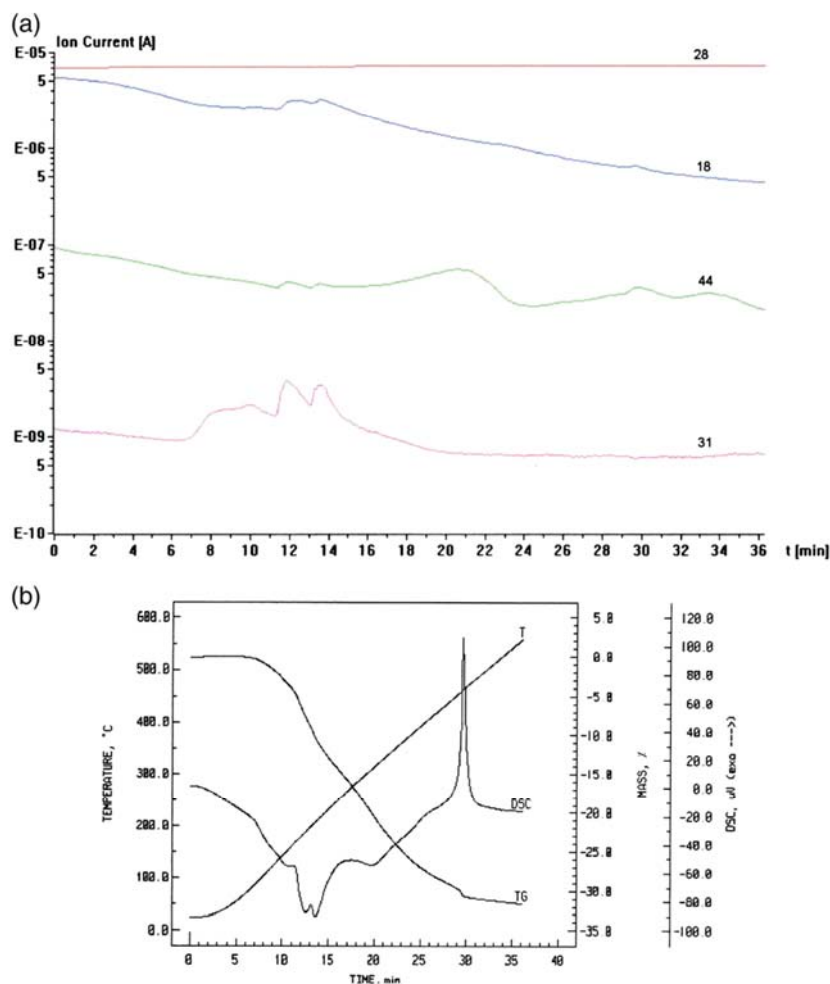 (a)
Ion Current [A]
E-05
5
E-06
5
E-07
5
E-08
5
E-09
5
E-10
28
18
44
31
0 2 4 6 8 10 12 14 16 18 20 22 24 26 28 30 32 34 36 t [min]
(b)
600.0
500.0
400.0
300.0
200.0
100.0
0.0
TEMPERATURE, °C
T
DSC
TG
5.0
0.0
-5.0
-10.0
-15.0
-20.0
-25.0
-30.0
-35.0
MASS, %
120.0
100.0
80.0
60.0
40.0
20.0
0.0
-20.0
-40.0
-60.0
-80.0
-100.0
DSC, uV (exo --->)
0 5 10 15 20 25 30 35 40
TIME, min